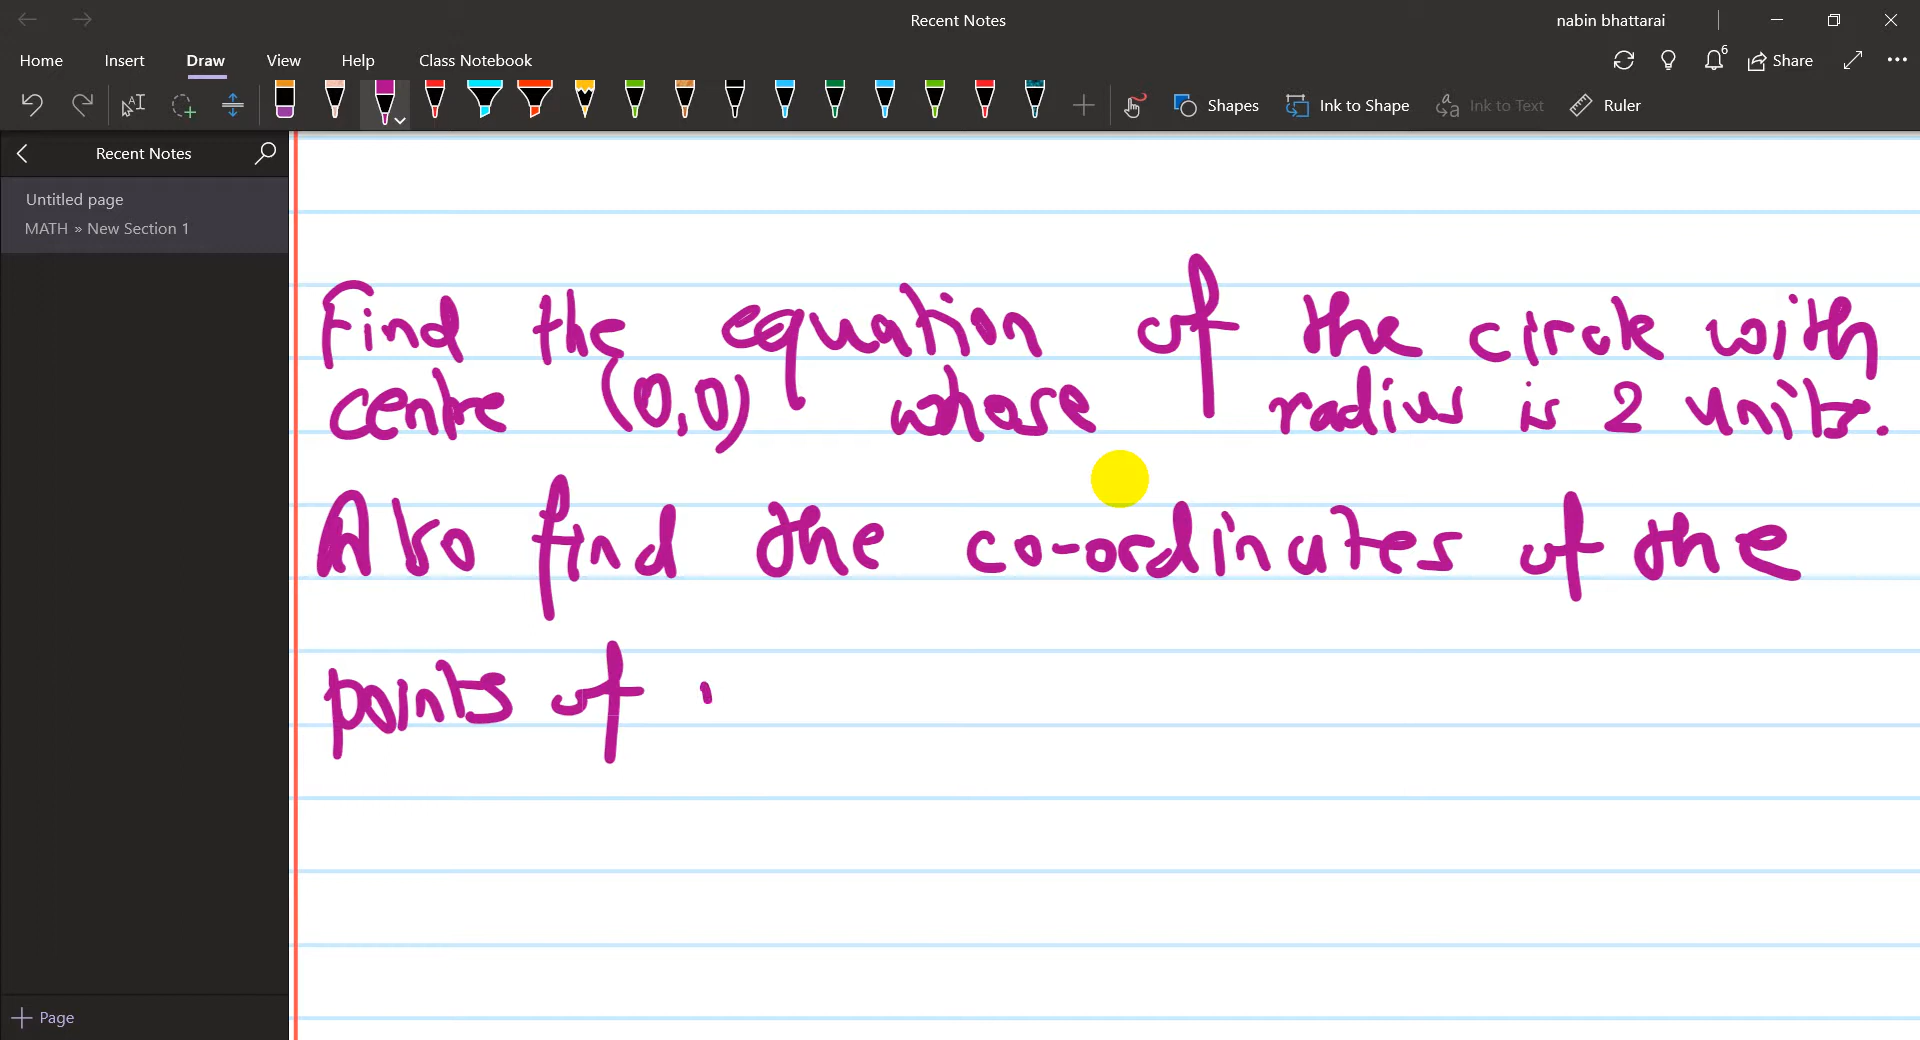 Recent Notes
nabin bhattarai
Home Insert Draw View Help Class Notebook
6
Share
Shapes Ink to Shape Ink to Text Ruler
Recent Notes
Untitled page
MATH » New Section 1
Find the equation of the circle with
centre (0,0) whose radius is 2 units.
Also find the co-ordinates of the
points of
+ Page